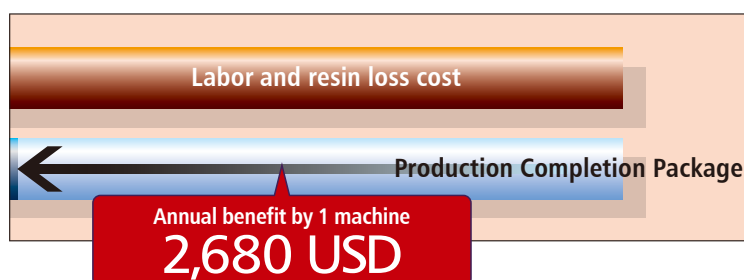 Labor and resin loss cost
Production Completion Package
Annual benefit by 1 machine
2,680 USD